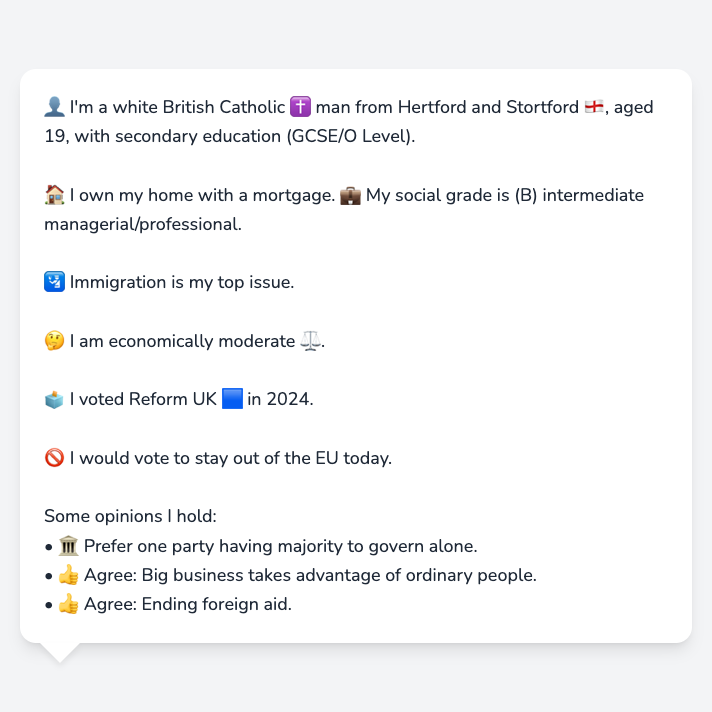 👤 I'm a white British Catholic ✝️ man from Hertford and Stortford 🏴󠁧󠁢󠁥󠁮󠁧󠁿, aged
19, with secondary education (GCSE/O Level).
🏠 I own my home with a mortgage. 💼 My social grade is (B) intermediate
managerial/professional.
🛂 Immigration is my top issue.
🤔 I am economically moderate ⚖️.
🗳️ I voted Reform UK 🟦 in 2024.
🚫 I would vote to stay out of the EU today.
Some opinions I hold:
• 🏛️ Prefer one party having majority to govern alone.
• 👍 Agree: Big business takes advantage of ordinary people.
• 👍 Agree: Ending foreign aid.